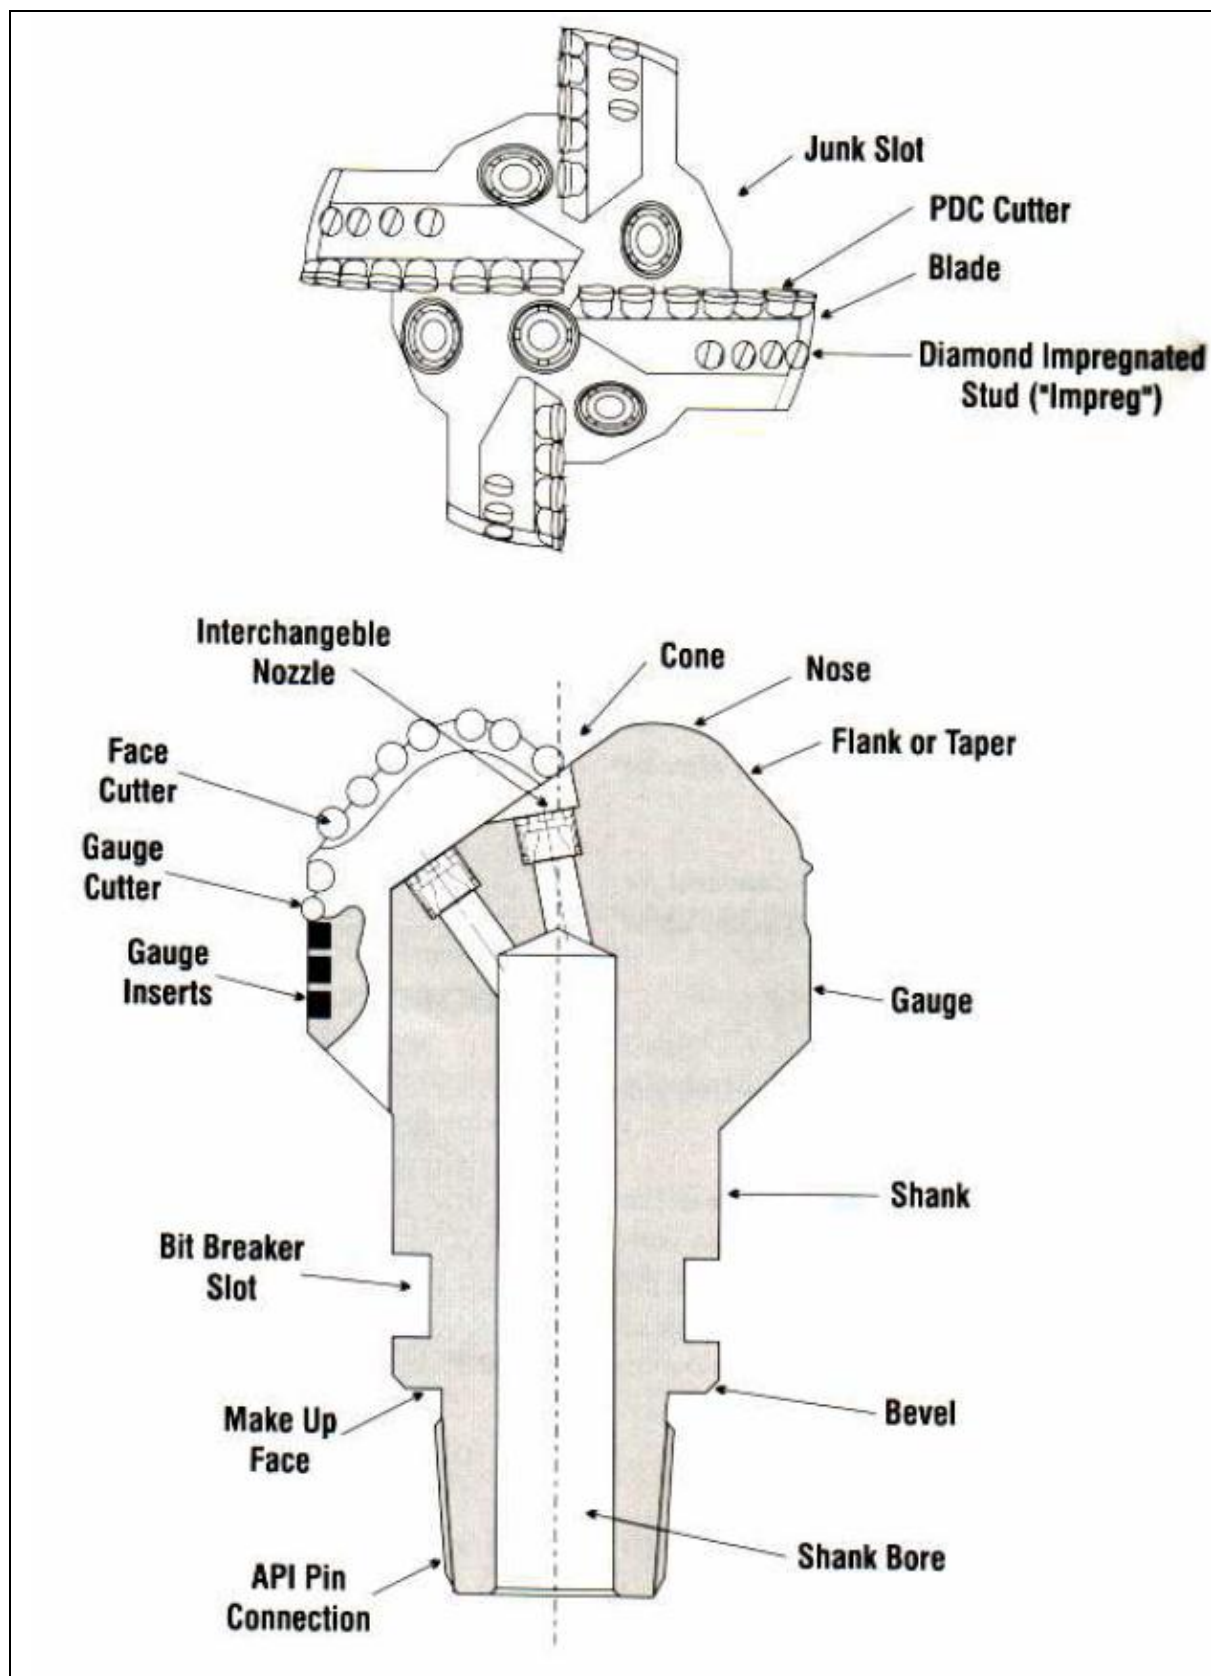 Junk Slot
PDC Cutter
Blade
Diamond Impregnated
Stud ("Impreg")
Interchangeble
Nozzle
Cone
Nose
Flank or Taper
Face
Cutter
Gauge
Cutter
Gauge
Inserts
Gauge
Shank
Bit Breaker
Slot
Make Up
Face
Bevel
API Pin
Connection
Shank Bore